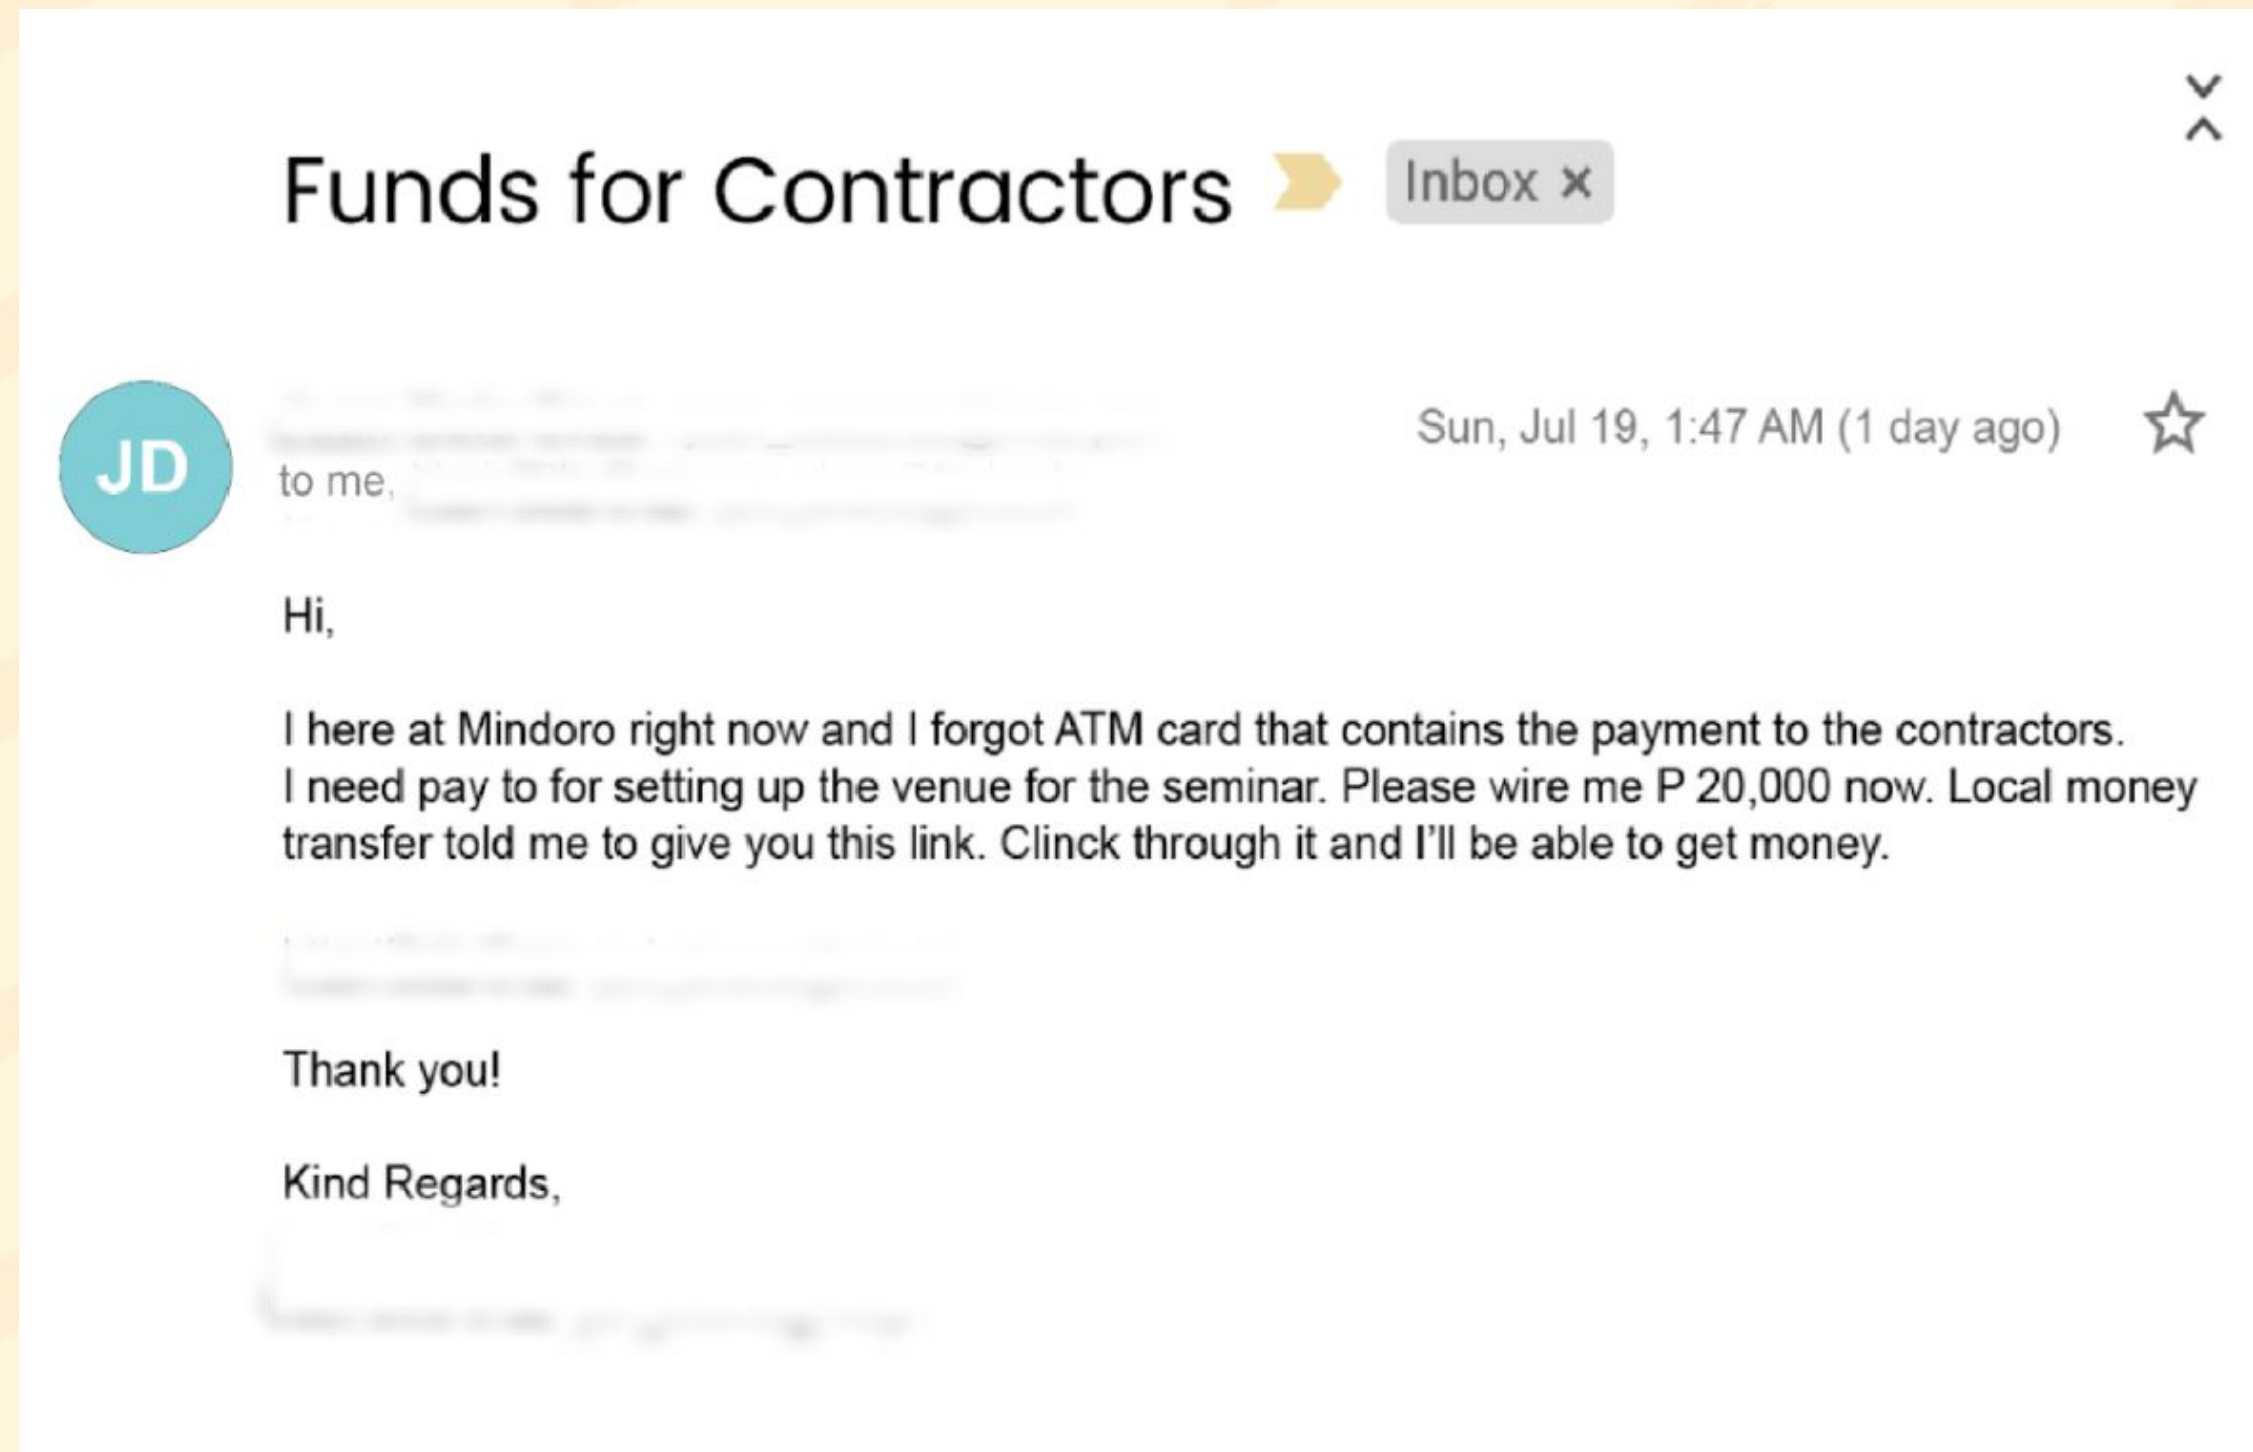 Funds for Contractors Inbox x
JD
Sun, Jul 19, 1:47 AM (1 day ago)
to me,
Hi,
I here at Mindoro right now and I forgot ATM card that contains the payment to the contractors.
I need pay to for setting up the venue for the seminar. Please wire me P 20,000 now. Local money
transfer told me to give you this link. Clinck through it and I'll be able to get money.
Thank you!
Kind Regards,